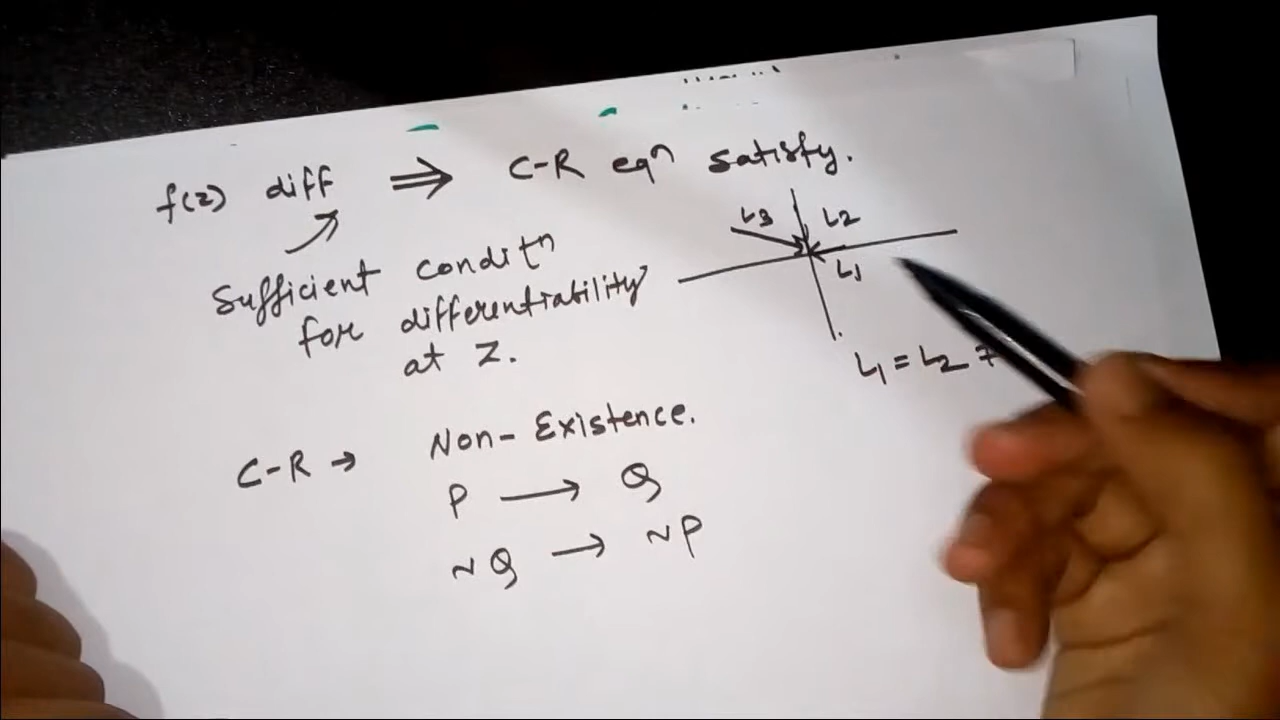 f(z) diff ⇒ C-R eqn satisfy.
Sufficient conditn
for differentiability
at Z.
L3 L2
L1
L1 = L2 ≠
C-R → Non-Existence.
P → Q
~Q → ~P